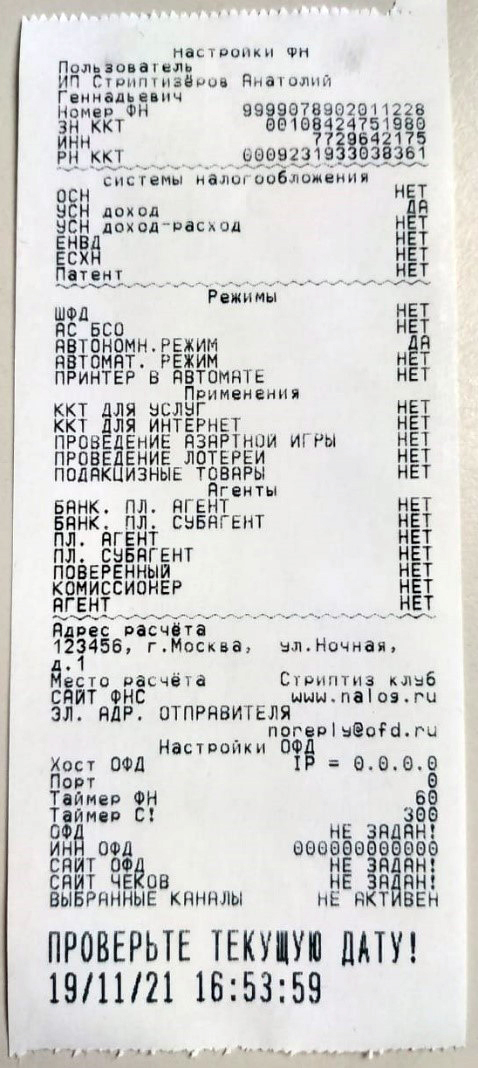 Настройки ФН
Пользователь
ИП Стриптизёров Анатолий
Геннадьевич
Номер ФН 9999078902011228
ЗН ККТ 00108424751980
ИНН 7729642175
РН ККТ 0009231933038361
системы налогообложения
ОСН НЕТ
УСН доход ДА
УСН доход-расход НЕТ
ЕНВД НЕТ
ЕСХН НЕТ
Патент НЕТ
Режимы
ШФД НЕТ
АС БСО НЕТ
АВТОНОМН.РЕЖИМ ДА
АВТОМАТ. РЕЖИМ НЕТ
ПРИНТЕР В АВТОМАТЕ НЕТ
Применения
ККТ ДЛЯ УСЛУГ НЕТ
ККТ ДЛЯ ИНТЕРНЕТ НЕТ
ПРОВЕДЕНИЕ АЗАРТНОЙ ИГРЫ НЕТ
ПРОВЕДЕНИЕ ЛОТЕРЕИ НЕТ
ПОДАКЦИЗНЫЕ ТОВАРЫ НЕТ
Агенты
БАНК. ПЛ. АГЕНТ НЕТ
БАНК. ПЛ. СУБАГЕНТ НЕТ
ПЛ. АГЕНТ НЕТ
ПЛ. СУБАГЕНТ НЕТ
ПОВЕРЕННЫЙ НЕТ
КОМИССИОНЕР НЕТ
АГЕНТ НЕТ
Адрес расчёта
123456, г.Москва, ул.Ночная,
д.1
Место расчёта Стриптиз клуб
САЙТ ФНС www.nalog.ru
ЭЛ. АДР. ОТПРАВИТЕЛЯ
noreply@ofd.ru
Настройки ОФД
Хост ОФД IP = 0.0.0.0
Порт 0
Таймер ФН 60
Таймер С! 300
ОФД НЕ ЗАДАН!
ИНН ОФД 000000000000
САЙТ ОФД НЕ ЗАДАН!
САЙТ ЧЕКОВ НЕ ЗАДАН!
ВЫБРАННЫЕ КАНАЛЫ НЕ АКТИВЕН
ПРОВЕРЬТЕ ТЕКУЩУЮ ДАТУ!
19/11/21 16:53:59